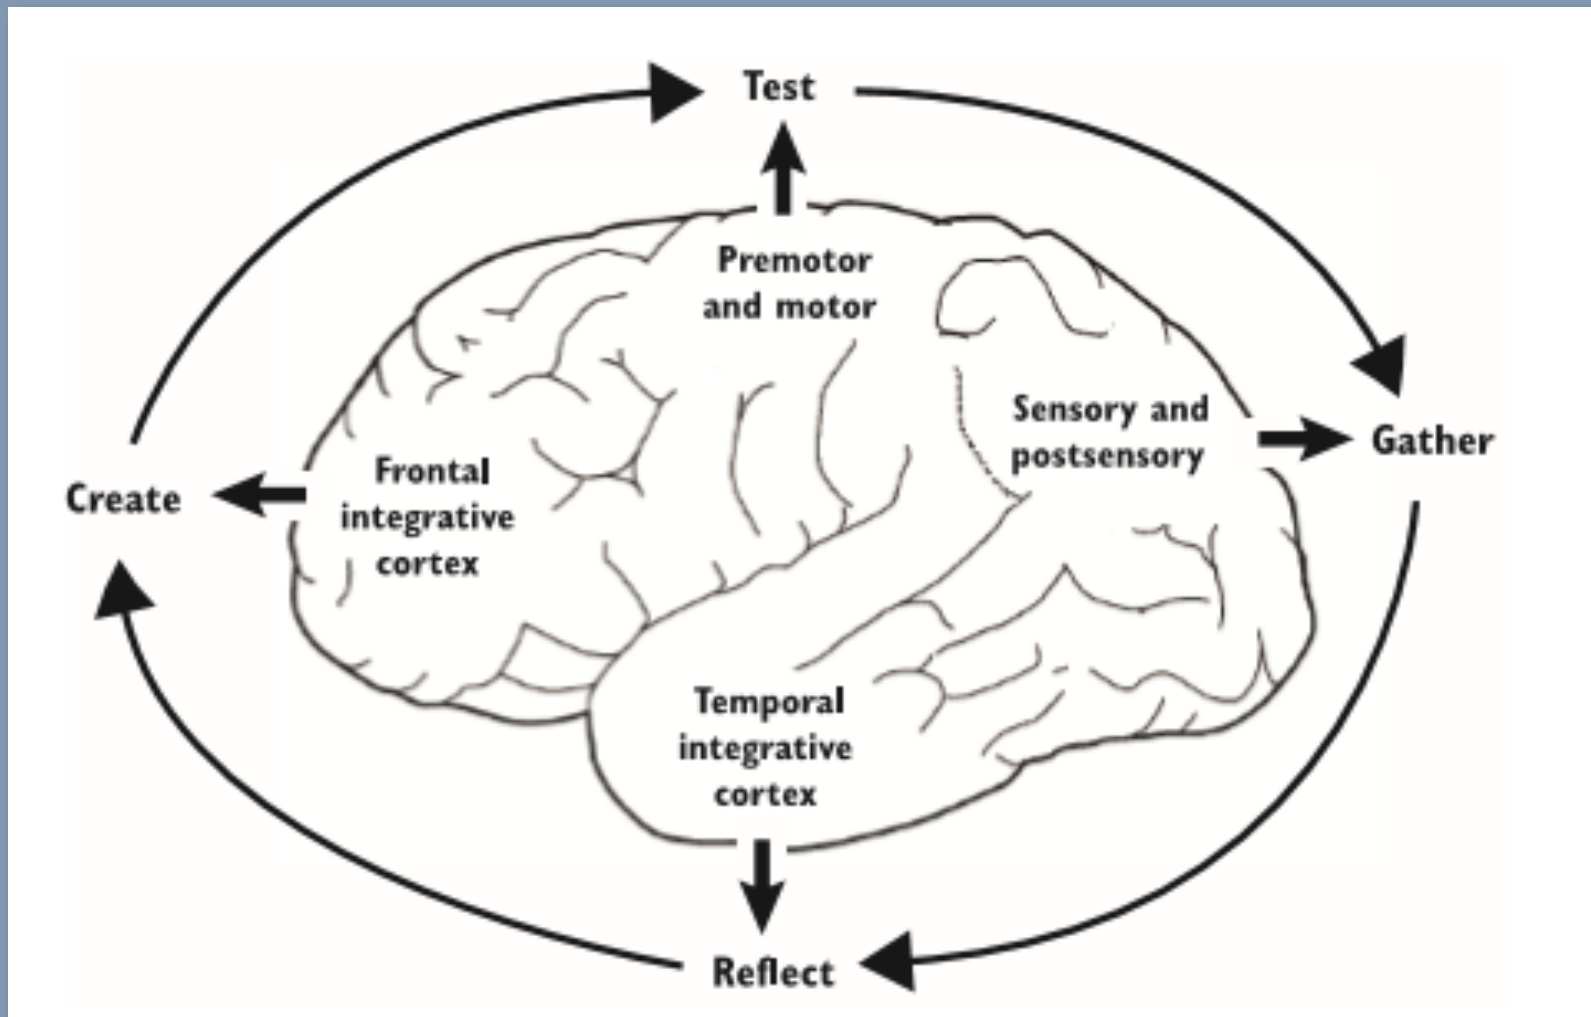 Test
Premotor
and motor
Sensory and
postsensory
Gather
Frontal
integrative
cortex
Create
Temporal
integrative
cortex
Reflect